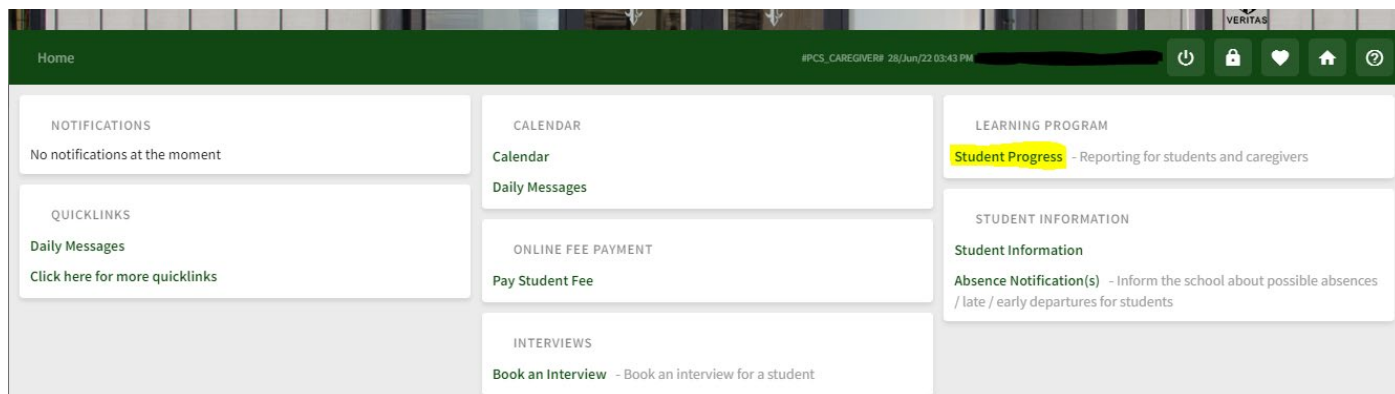 VERITAS
Home
#PCS_CAREGIVER# 28/Jun/22 03:43 PM
NOTIFICATIONS
No notifications at the moment
QUICKLINKS
Daily Messages
Click here for more quicklinks
CALENDAR
Calendar
Daily Messages
ONLINE FEE PAYMENT
Pay Student Fee
INTERVIEWS
Book an Interview - Book an interview for a student
LEARNING PROGRAM
Student Progress - Reporting for students and caregivers
STUDENT INFORMATION
Student Information
Absence Notification(s) - Inform the school about possible absences
/ late / early departures for students